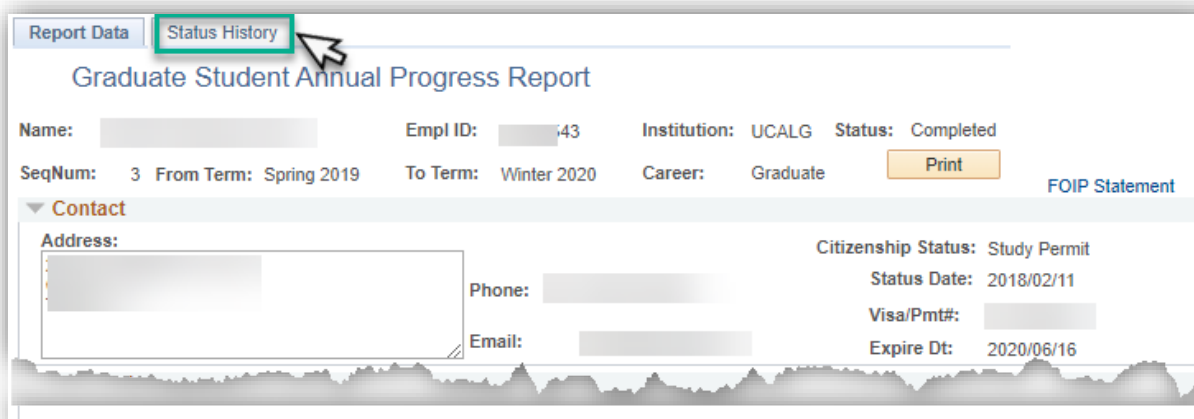 Report Data Status History
Graduate Student Annual Progress Report
Name: Empl ID: 43 Institution: UCALG Status: Completed
SeqNum: 3 From Term: Spring 2019 To Term: Winter 2020 Career: Graduate Print
FOIP Statement
Contact
Address:
Citizenship Status: Study Permit
Status Date: 2018/02/11
Phone:
Visa/Pmt#:
Email:
Expire Dt: 2020/06/16